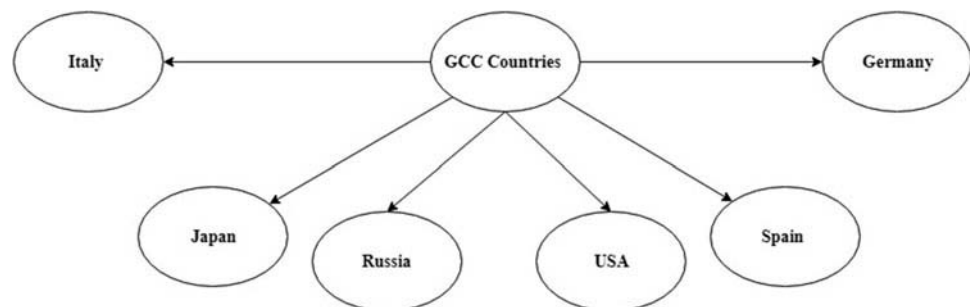 Italy
GCC Countries
Germany
Japan
Russia
USA
Spain